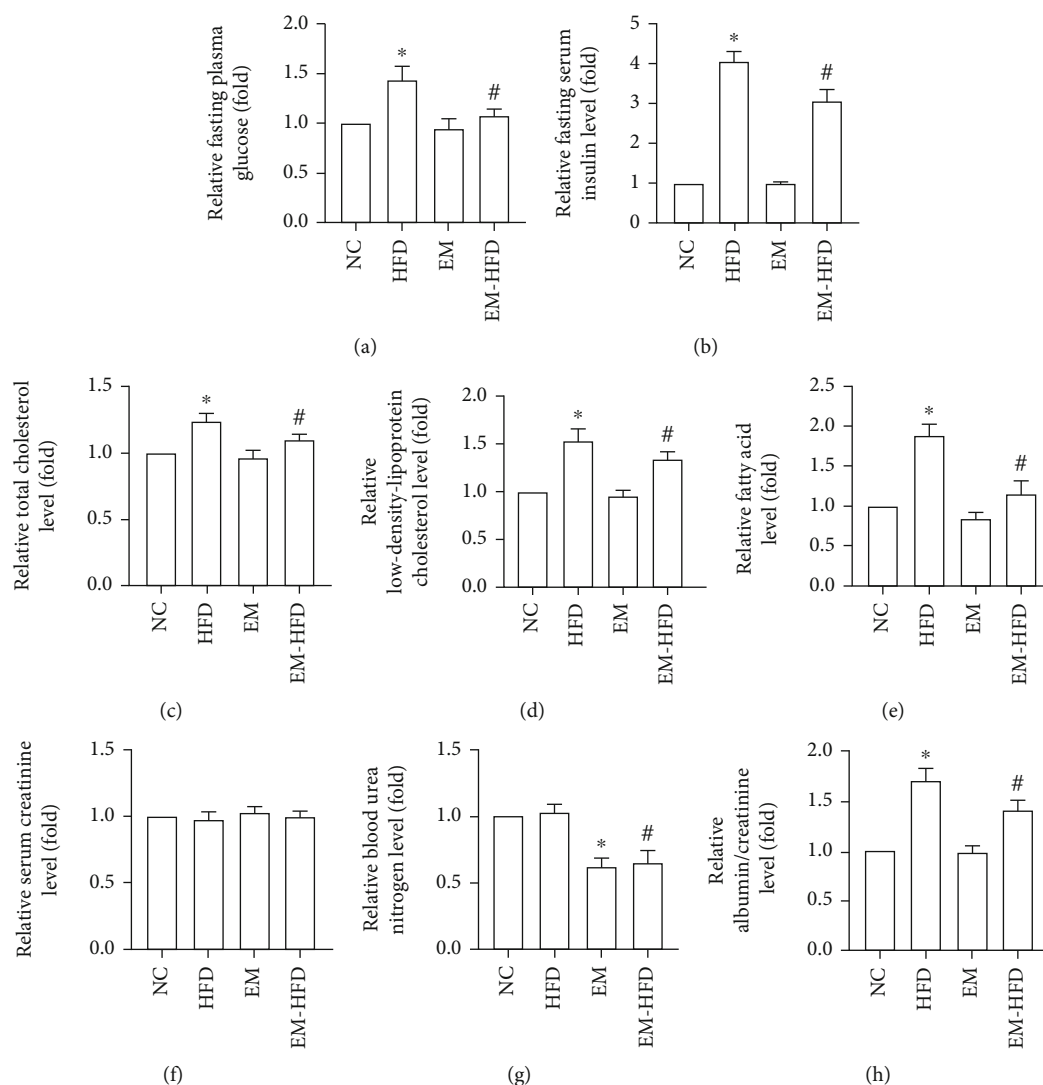 Relative fasting plasma
glucose (fold)
2.0
1.5
1.0
0.5
0.0
*
#
NC
HFD
EM
EM-HFD
(a)
Relative fasting serum
insulin level (fold)
5
4
3
2
1
0
*
#
NC
HFD
EM
EM-HFD
(b)
Relative total cholesterol
level (fold)
1.5
1.0
0.5
0.0
*
#
NC
HFD
EM
EM-HFD
(c)
Relative
low-density-lipoprotein
cholesterol level (fold)
2.0
1.5
1.0
0.5
0.0
*
#
NC
HFD
EM
EM-HFD
(d)
Relative fatty acid
level (fold)
2.5
2.0
1.5
1.0
0.5
0.0
*
#
NC
HFD
EM
EM-HFD
(e)
Relative serum creatinine
level (fold)
1.5
1.0
0.5
0.0
NC
HFD
EM
EM-HFD
(f)
Relative blood urea
nitrogen level (fold)
1.5
1.0
0.5
0.0
*
#
NC
HFD
EM
EM-HFD
(g)
Relative
albumin/creatinine
level (fold)
2.0
1.5
1.0
0.5
0.0
*
#
NC
HFD
EM
EM-HFD
(h)